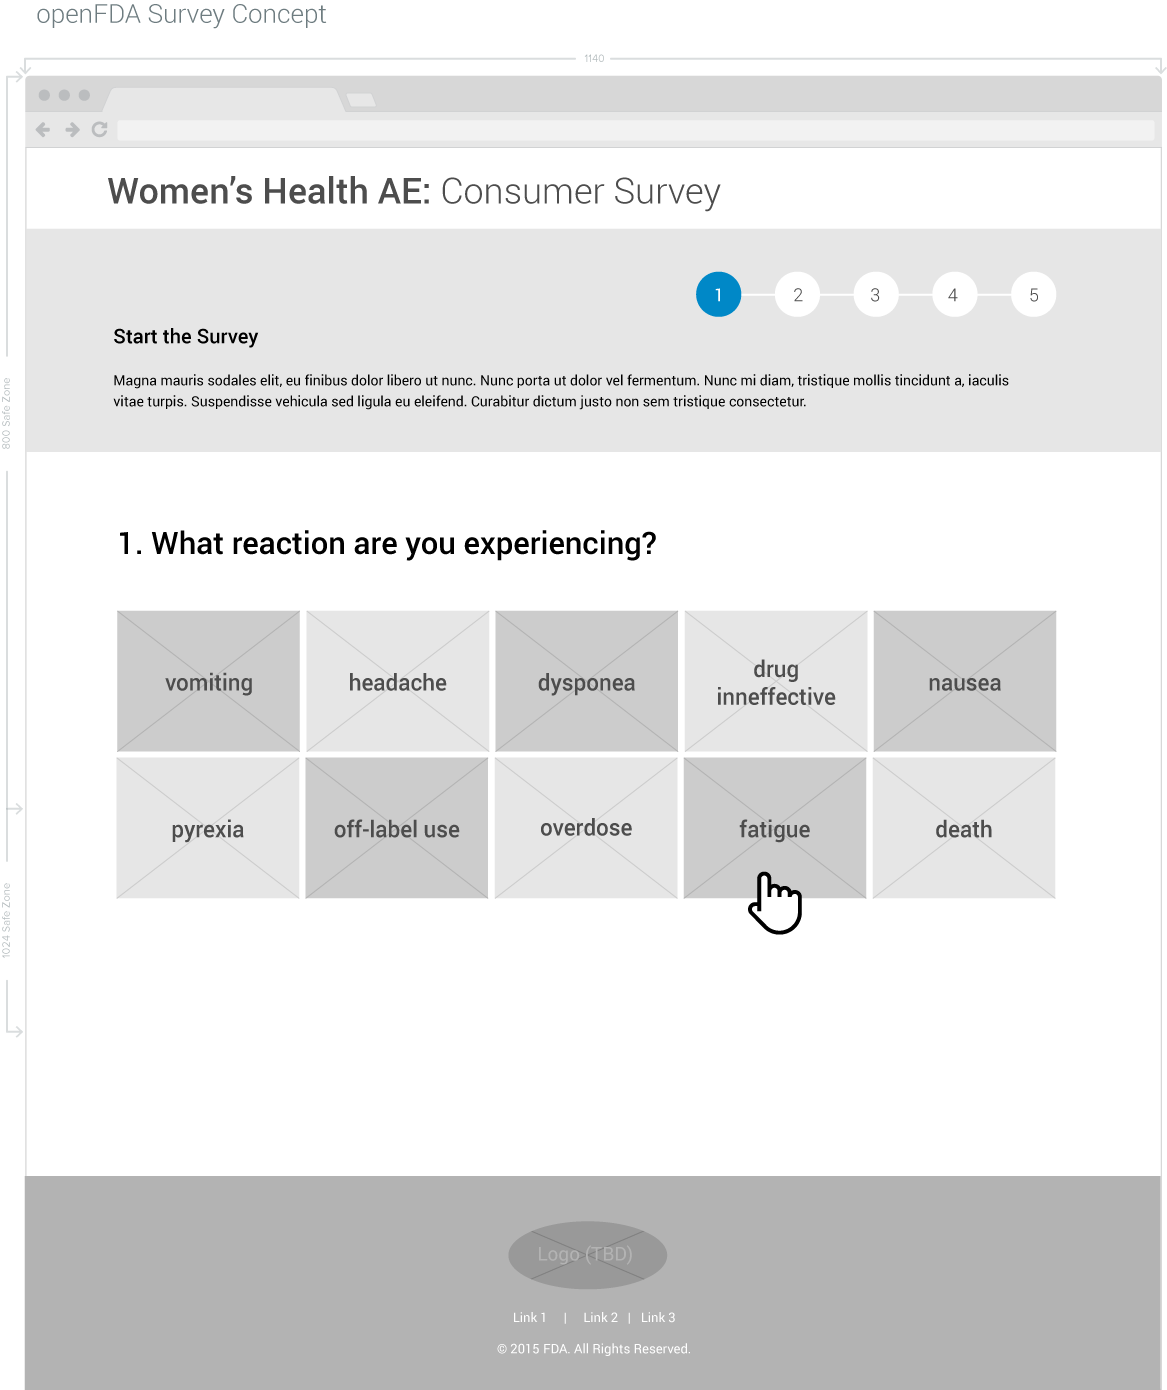 openFDA Survey Concept
1140
Women’s Health AE: Consumer Survey
1 2 3 4 5
Start the Survey
Magna mauris sodales elit, eu finibus dolor libero ut nunc. Nunc porta ut dolor vel fermentum. Nunc mi diam, tristique mollis tincidunt a, iaculis
vitae turpis. Suspendisse vehicula sed ligula eu eleifend. Curabitur dictum justo non sem tristique consectetur.
800 Safe Zone
1. What reaction are you experiencing?
vomiting
headache
dysponea
drug
inneffective
nausea
pyrexia
off-label use
overdose
fatigue
death
1024 Safe Zone
Logo (TBD)
Link 1 | Link 2 | Link 3
© 2015 FDA. All Rights Reserved.